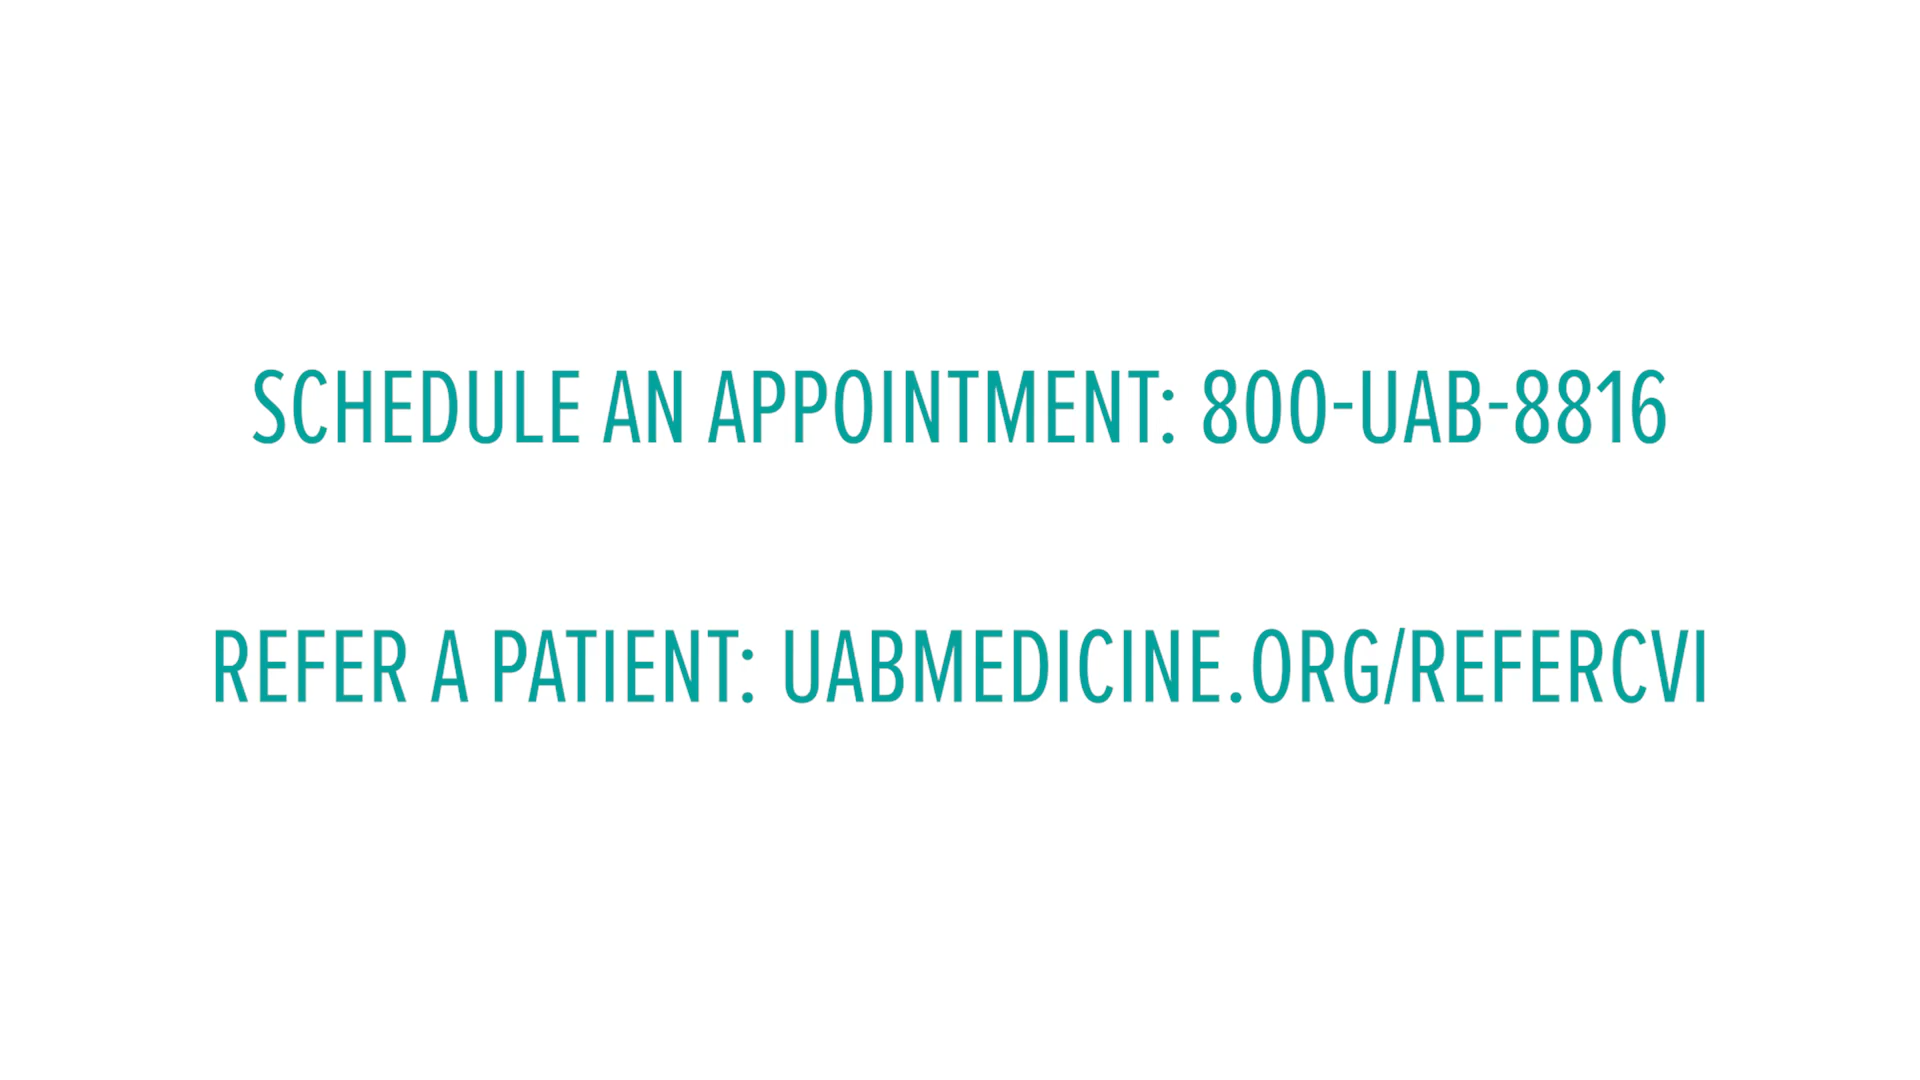 SCHEDULE AN APPOINTMENT: 800-UAB-8816
REFER A PATIENT: UABMEDICINE.ORG/REFERCVI